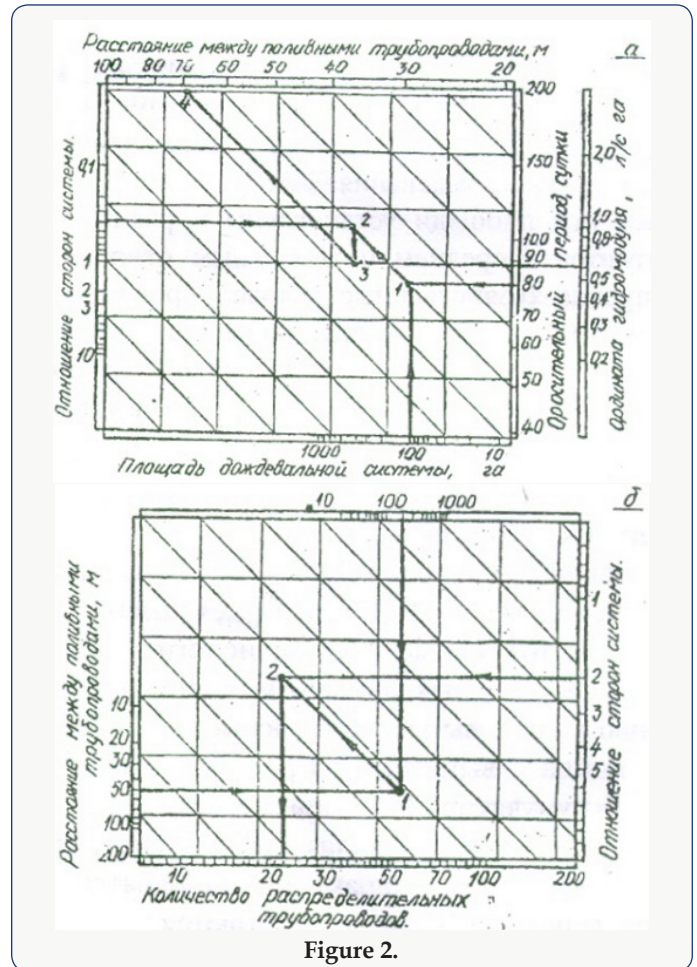 Расстояние между поливными трубопроводами, м
а
100 80 70 60 50 40 30 20
4
200
150
100
90
80
70
60
50
40
2,0
1,0
0,8
0,5
0,4
0,3
0,2
0,1
1
2
3
10
2
3
1
Отношение сторон системы.
Оросительный период, сутки
Ордината гидромодуля, л/с га
1000 100 10
Площадь дождевальной системы, га
б
10 100 1000
Расстояние между поливными
трубопроводами, м
10
20
30
50
100
200
2
1
1
2
3
4
5
Отношение сторон системы.
10 20 30 50 70 100 200
Количество распределительных
трубопроводов.
Figure 2.